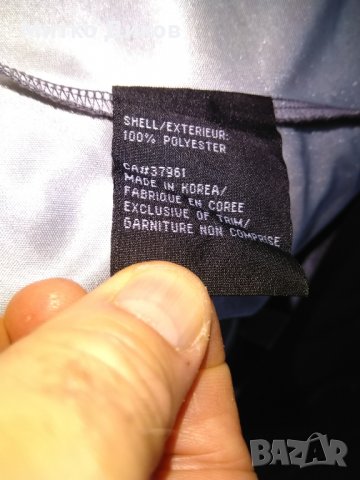 SHELL/EXTERIEUR:
100% POLYESTER
CA#37961
MADE IN KOREA/
FABRIQUE EN COREE
EXCLUSIVE OF TRIM/
GARNITURE NON COMPRISE
BAZAR